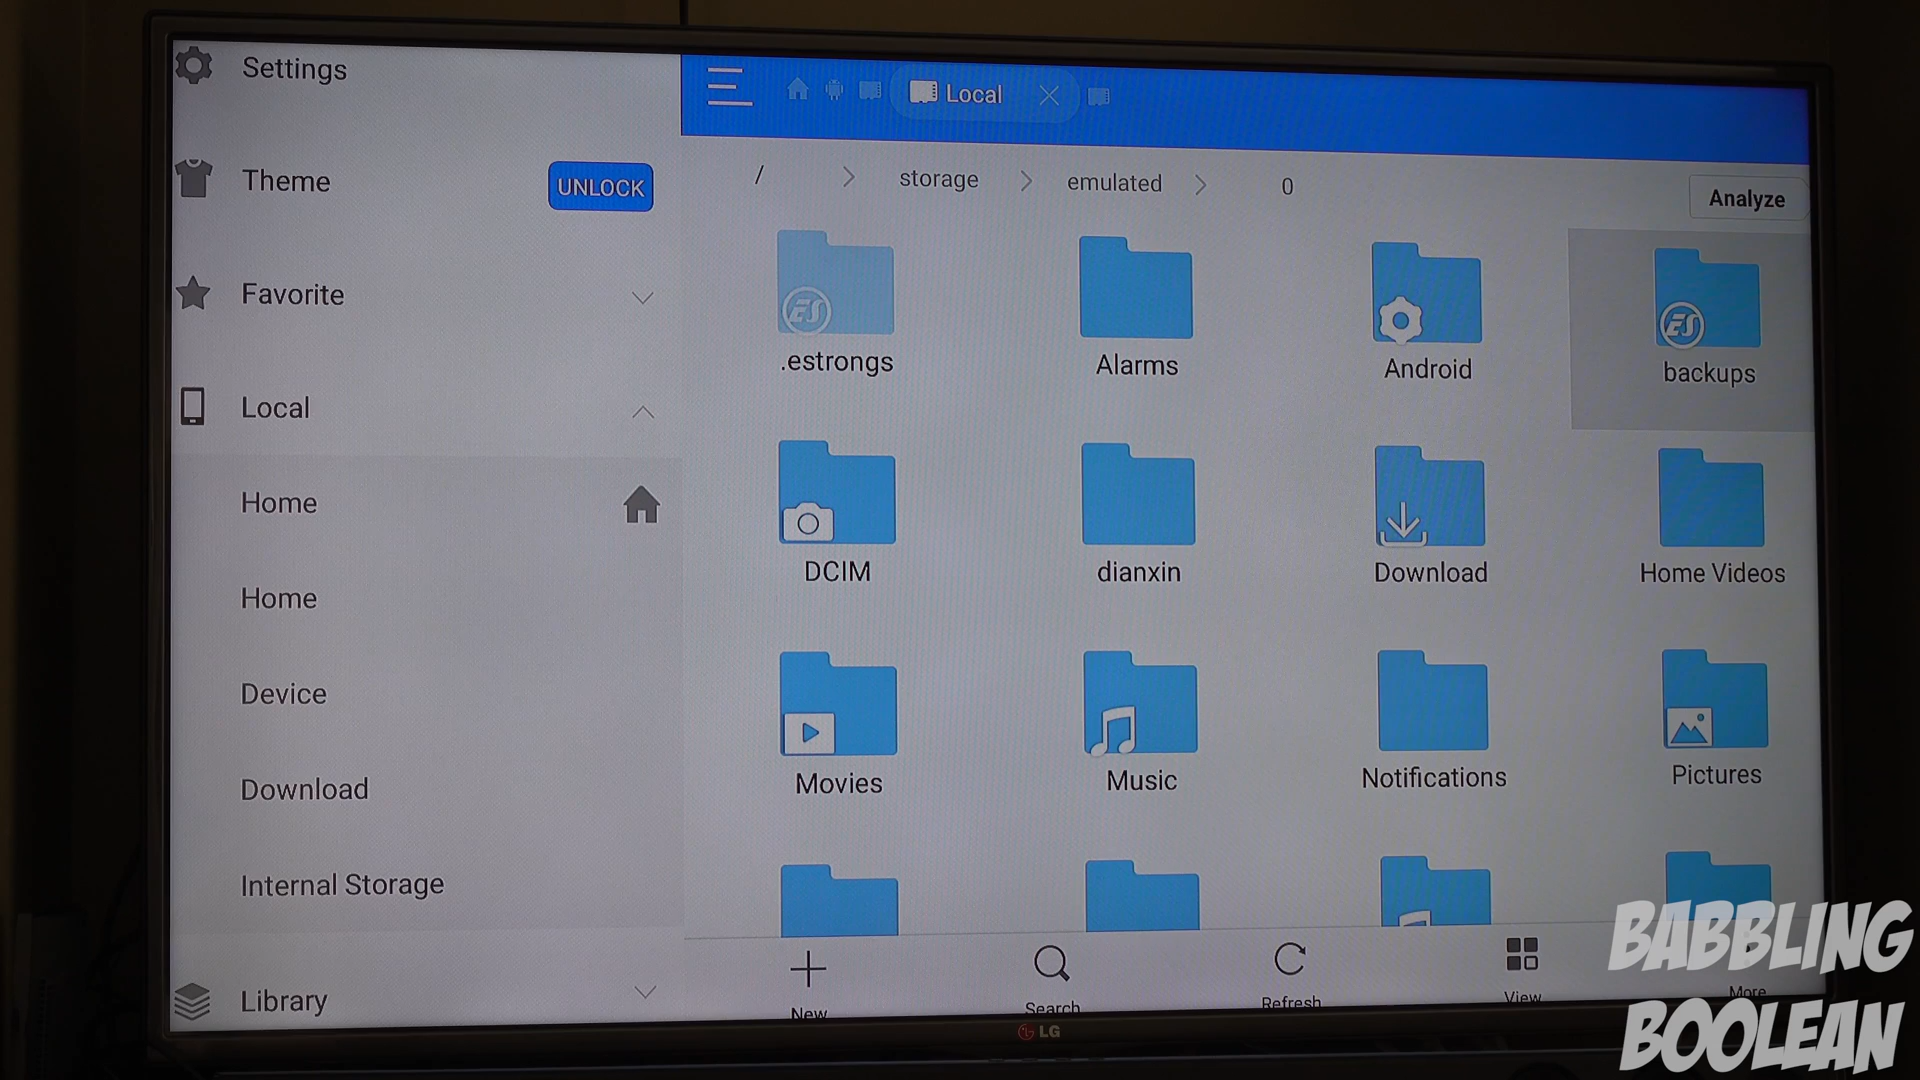 Settings
Theme
UNLOCK
Favorite
Local
Home
Home
Device
Download
Internal Storage
Library
Local
/ storage emulated 0
Analyze
.estrongs
Alarms
Android
backups
DCIM
dianxin
Download
Home Videos
Movies
Music
Notifications
Pictures
New
Search
Refresh
View
More
LG
BABBLING
BOOLEAN